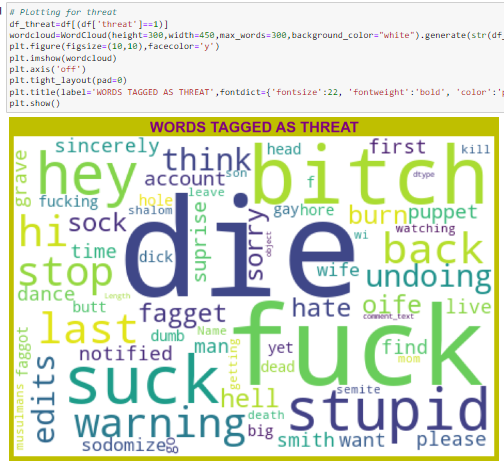 # Plotting for threat
df_threat=df[(df['threat']==1)]
wordcloud=WordCloud(height=300,width=450,max_words=300,background_color="white").generate(str(df_
plt.figure(figsize=(10,10),facecolor='y')
plt.imshow(wordcloud)
plt.axis('off')
plt.tight_layout(pad=0)
plt.title(label='WORDS TAGGED AS THREAT',fontdict={'fontsize':22, 'fontweight':'bold', 'color':'
plt.show()
WORDS TAGGED AS THREAT
sincerely
grave
hey
think
head
bitch
first
kill
account
son
f
dtype
fucking
hole
leave
shalom
hi
sock
suprise
sorry
gay
hore
burn
puppet
watching
time
dick
die
object
wi
back
stop
wife
undoing
dance
Length
butt
fagget
hate
oife
live
comment_text
last
dumb
Name
man
fuck
yet
find
mom
faggot
notified
getting
dead
musulmans
edits
suck
hell
semite
stupid
warning
death
big
sodomize
go
smith
want
please